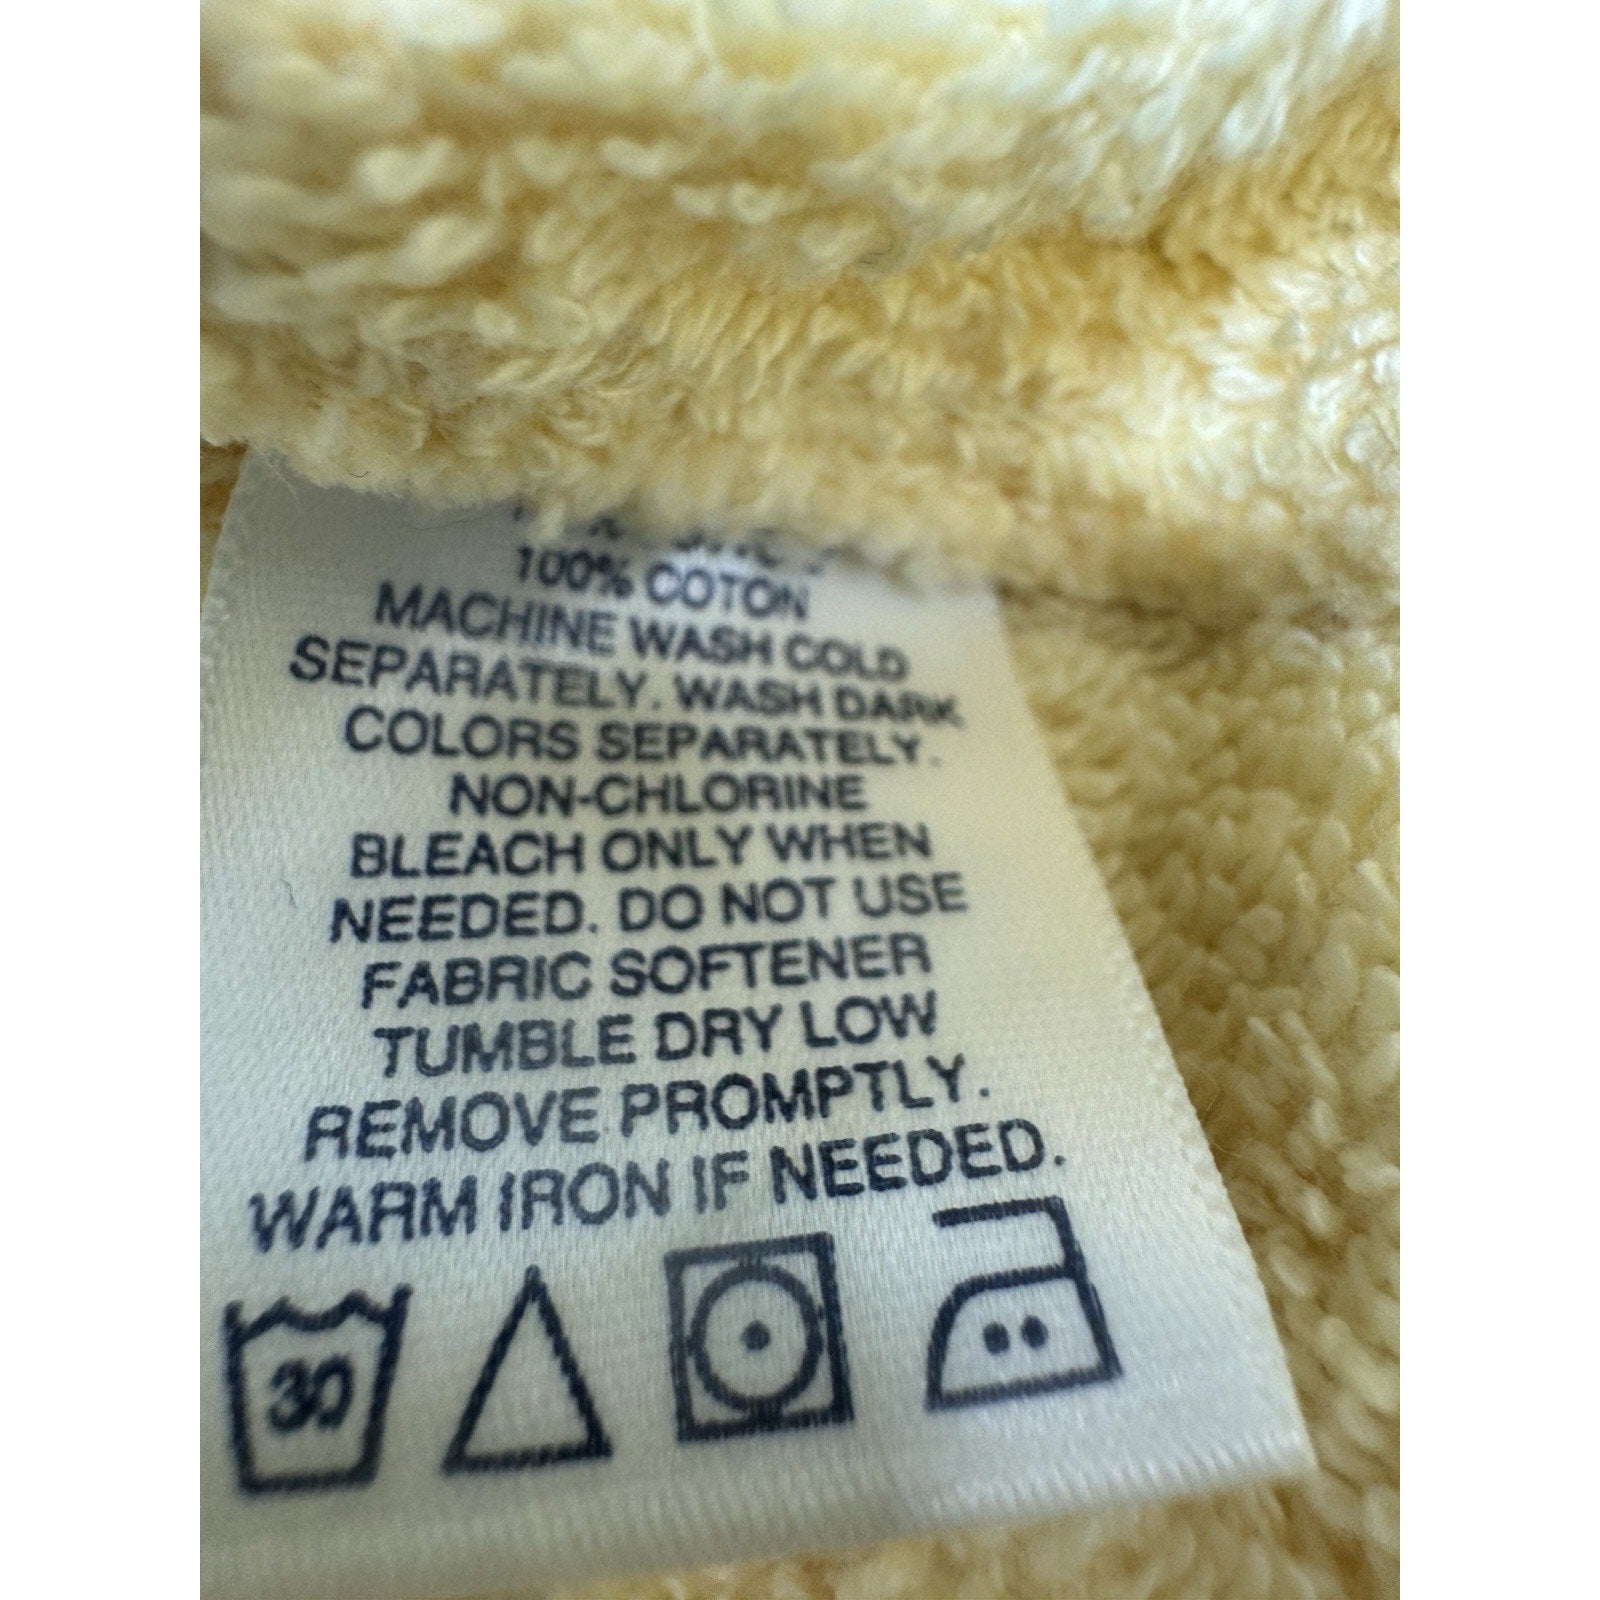 100% COTON
MACHINE WASH COLD
SEPARATELY. WASH DARK
COLORS SEPARATELY.
NON-CHLORINE
BLEACH ONLY WHEN
NEEDED. DO NOT USE
FABRIC SOFTENER
TUMBLE DRY LOW
REMOVE PROMPTLY.
WARM IRON IF NEEDED.
30